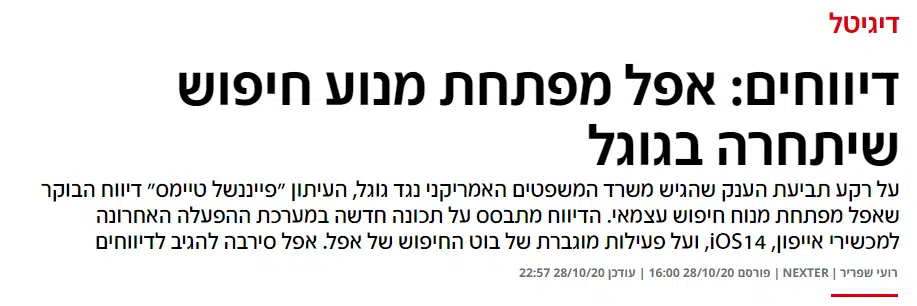 דיגיטל
דיווחים: אפל מפתחת מנוע חיפוש
שיתחרה בגוגל
על רקע תביעת הענק שהגיש משרד המשפטים האמריקני נגד גוגל, העיתון "פייננשל טיימס" דיווח הבוקר
שאפל מפתחת מנוח חיפוש עצמאי. הדיווח מתבסס על תכונה חדשה במערכת ההפעלה האחרונה
למכשירי אייפון, iOS14, ועל פעילות מוגברת של בוט החיפוש של אפל. אפל סירבה להגיב לדיווחים
רועי שפריר | NEXTER | פורסם 28/10/20 16:00 | עודכן 28/10/20 22:57